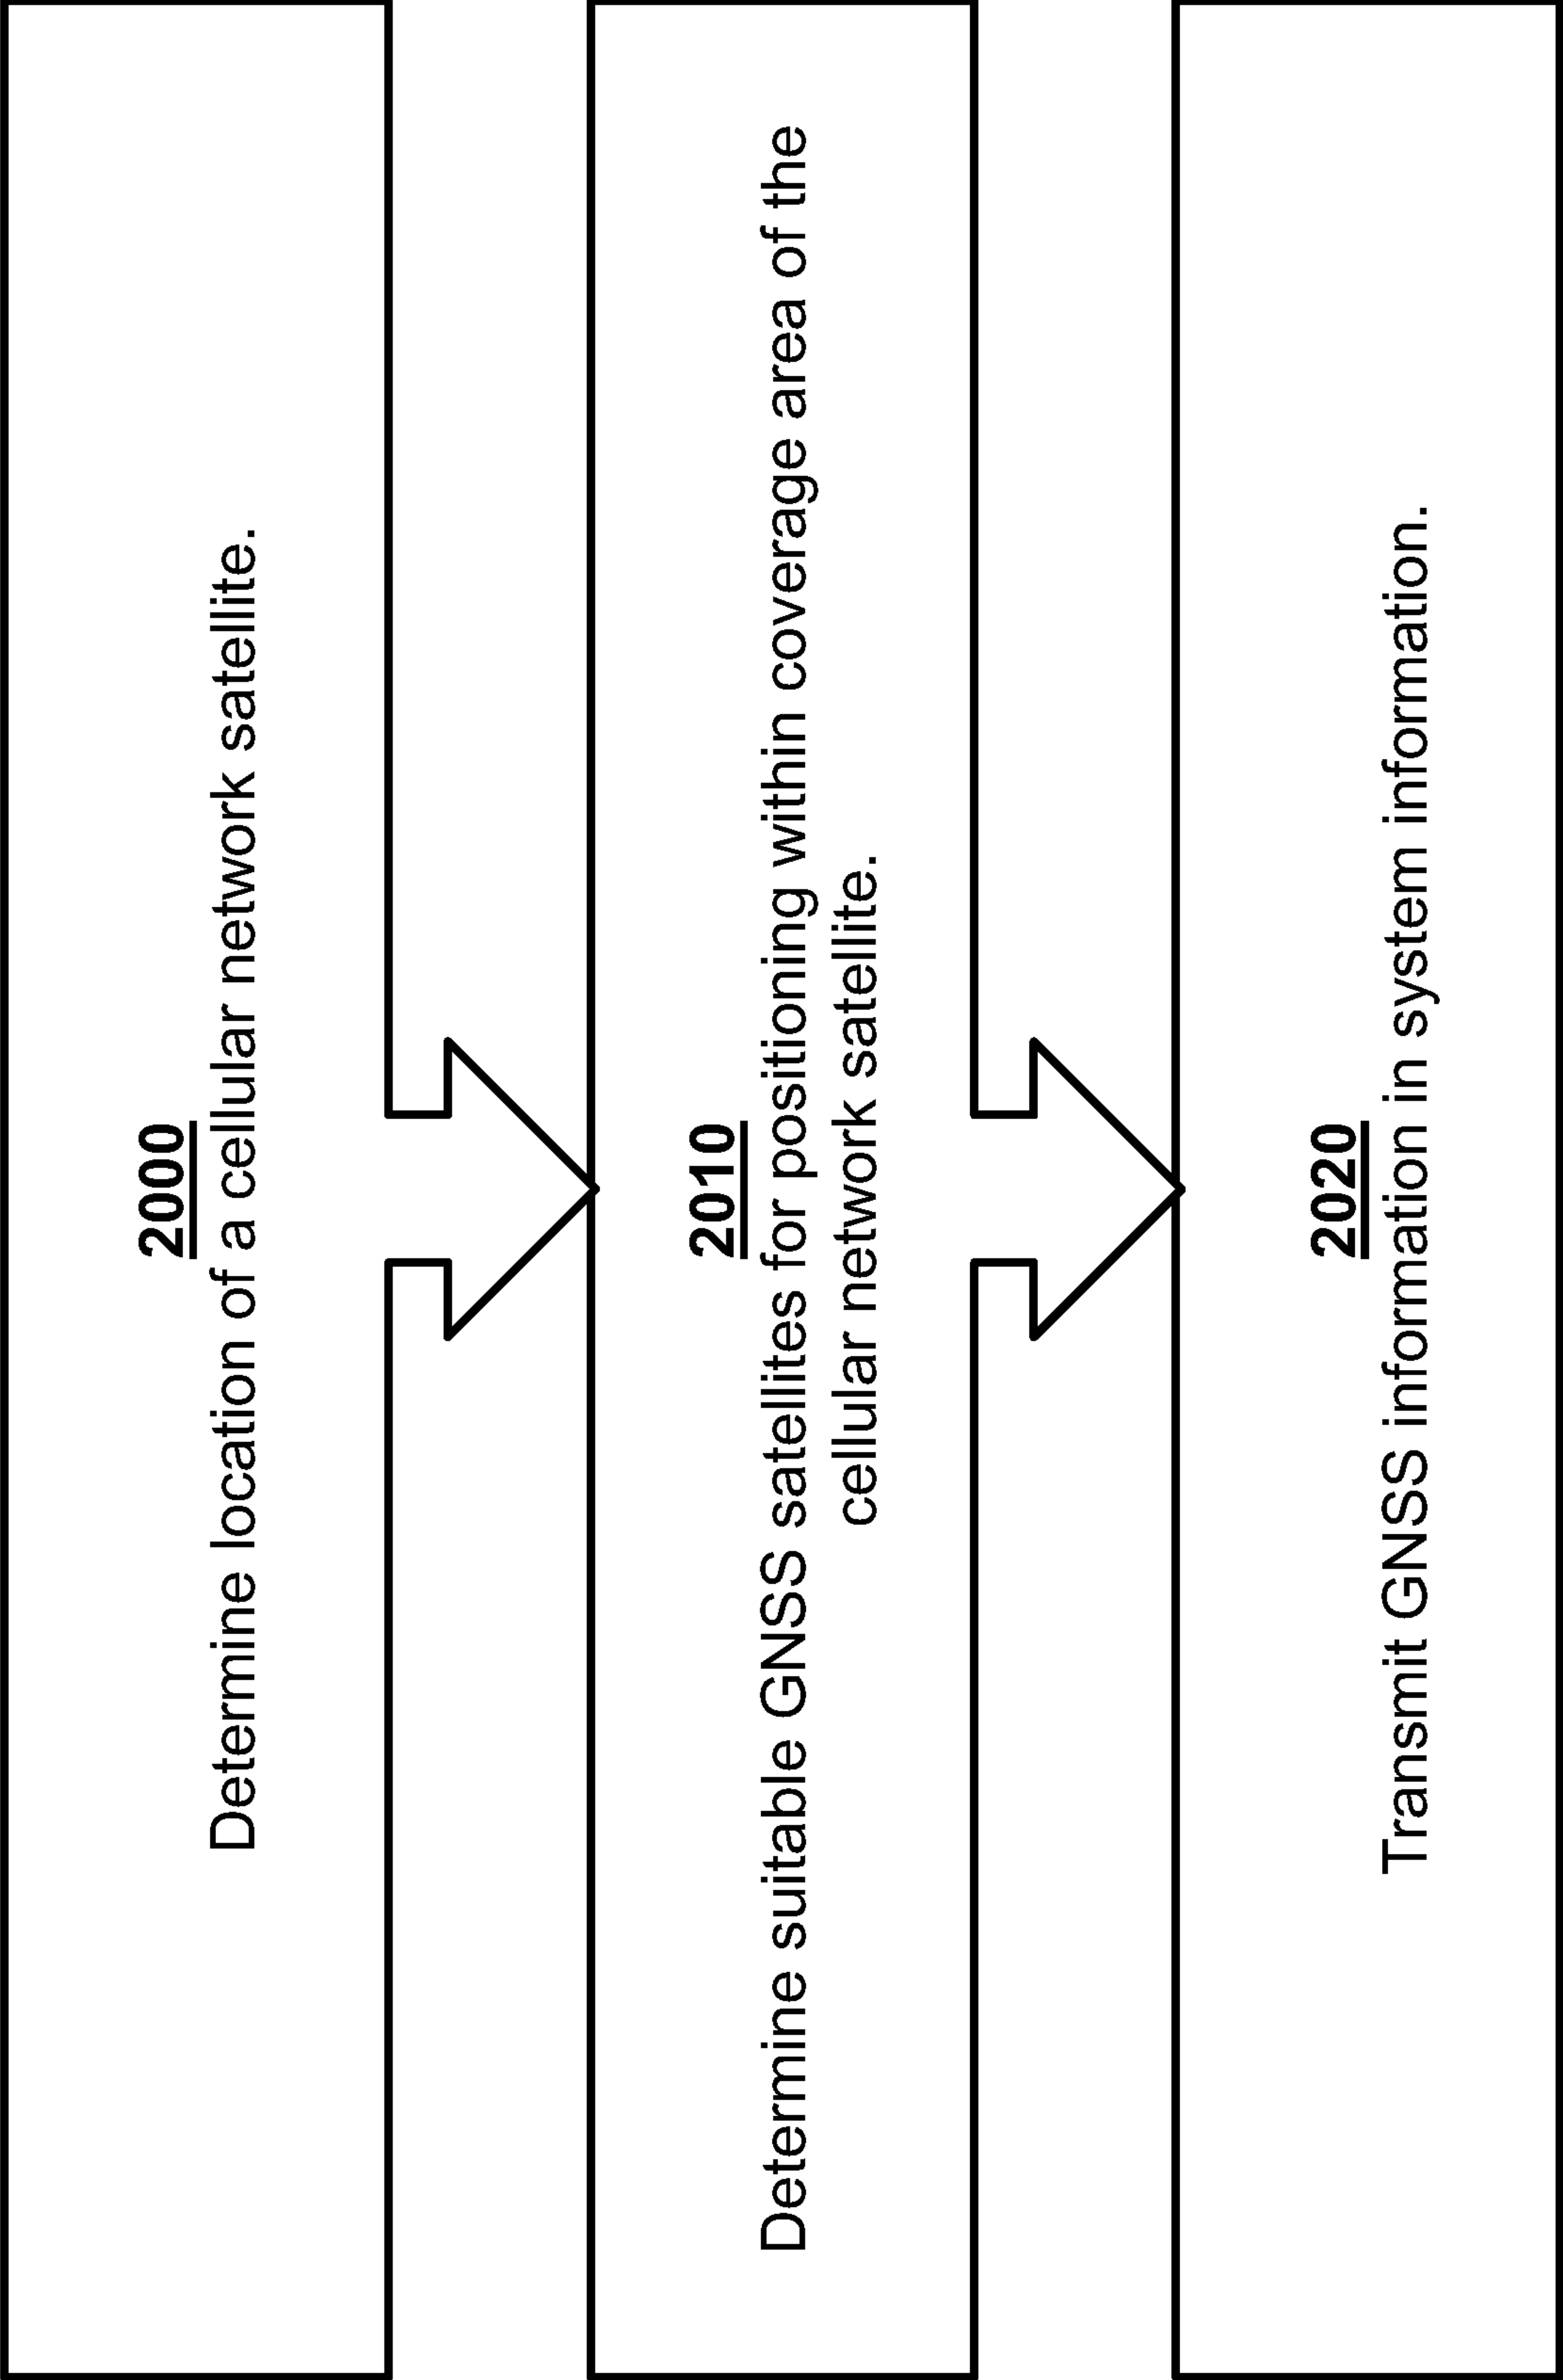 2000
Determine location of a cellular network satellite.
2010
Determine suitable GNSS satellites for positioning within coverage area of the
cellular network satellite.
2020
Transmit GNSS information in system information.